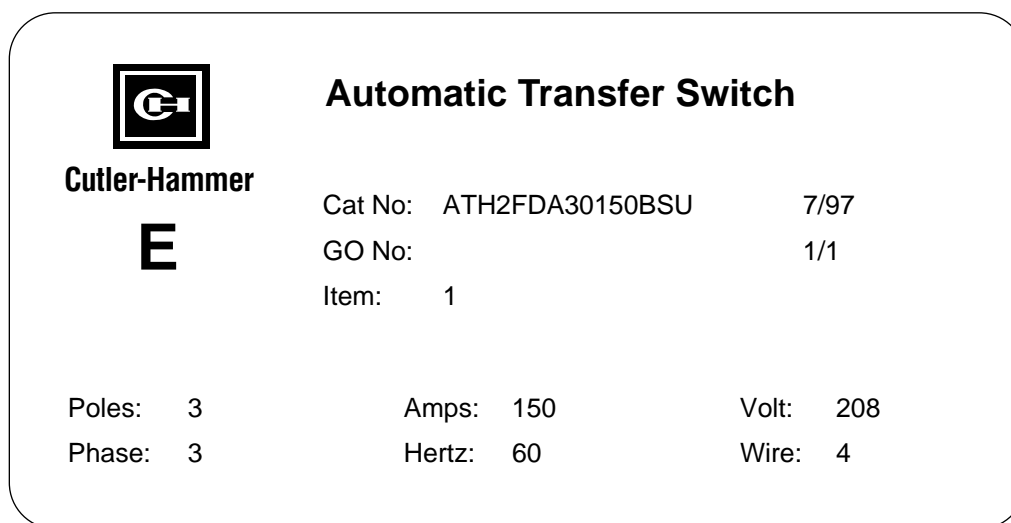 Automatic Transfer Switch
Cutler-Hammer
E
Cat No: ATH2FDA30150BSU 7/97
GO No: 1/1
Item: 1
Poles: 3 Amps: 150 Volt: 208
Phase: 3 Hertz: 60 Wire: 4